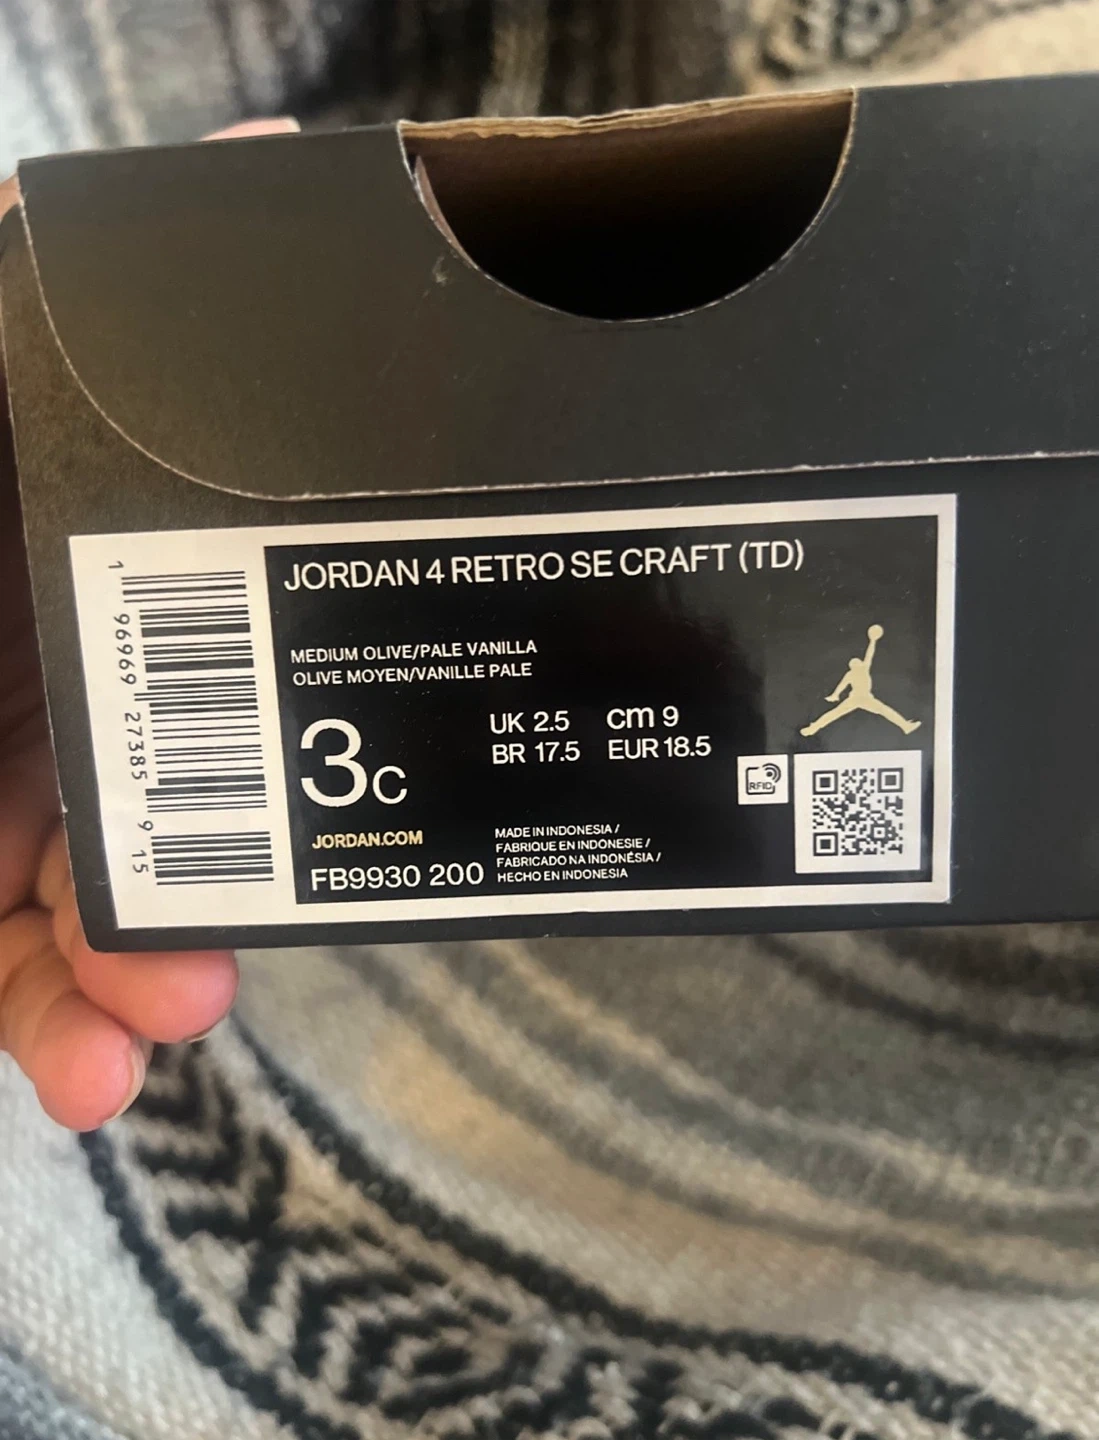 1 96969 27385 9 15
JORDAN 4 RETRO SE CRAFT (TD)
MEDIUM OLIVE/PALE VANILLA
OLIVE MOYEN/VANILLE PALE
3C
UK 2.5 cm 9
BR 17.5 EUR 18.5
RFID
JORDAN.COM
FB9930 200
MADE IN INDONESIA /
FABRIQUE EN INDONESIE /
FABRICADO NA INDONÉSIA /
HECHO EN INDONESIA